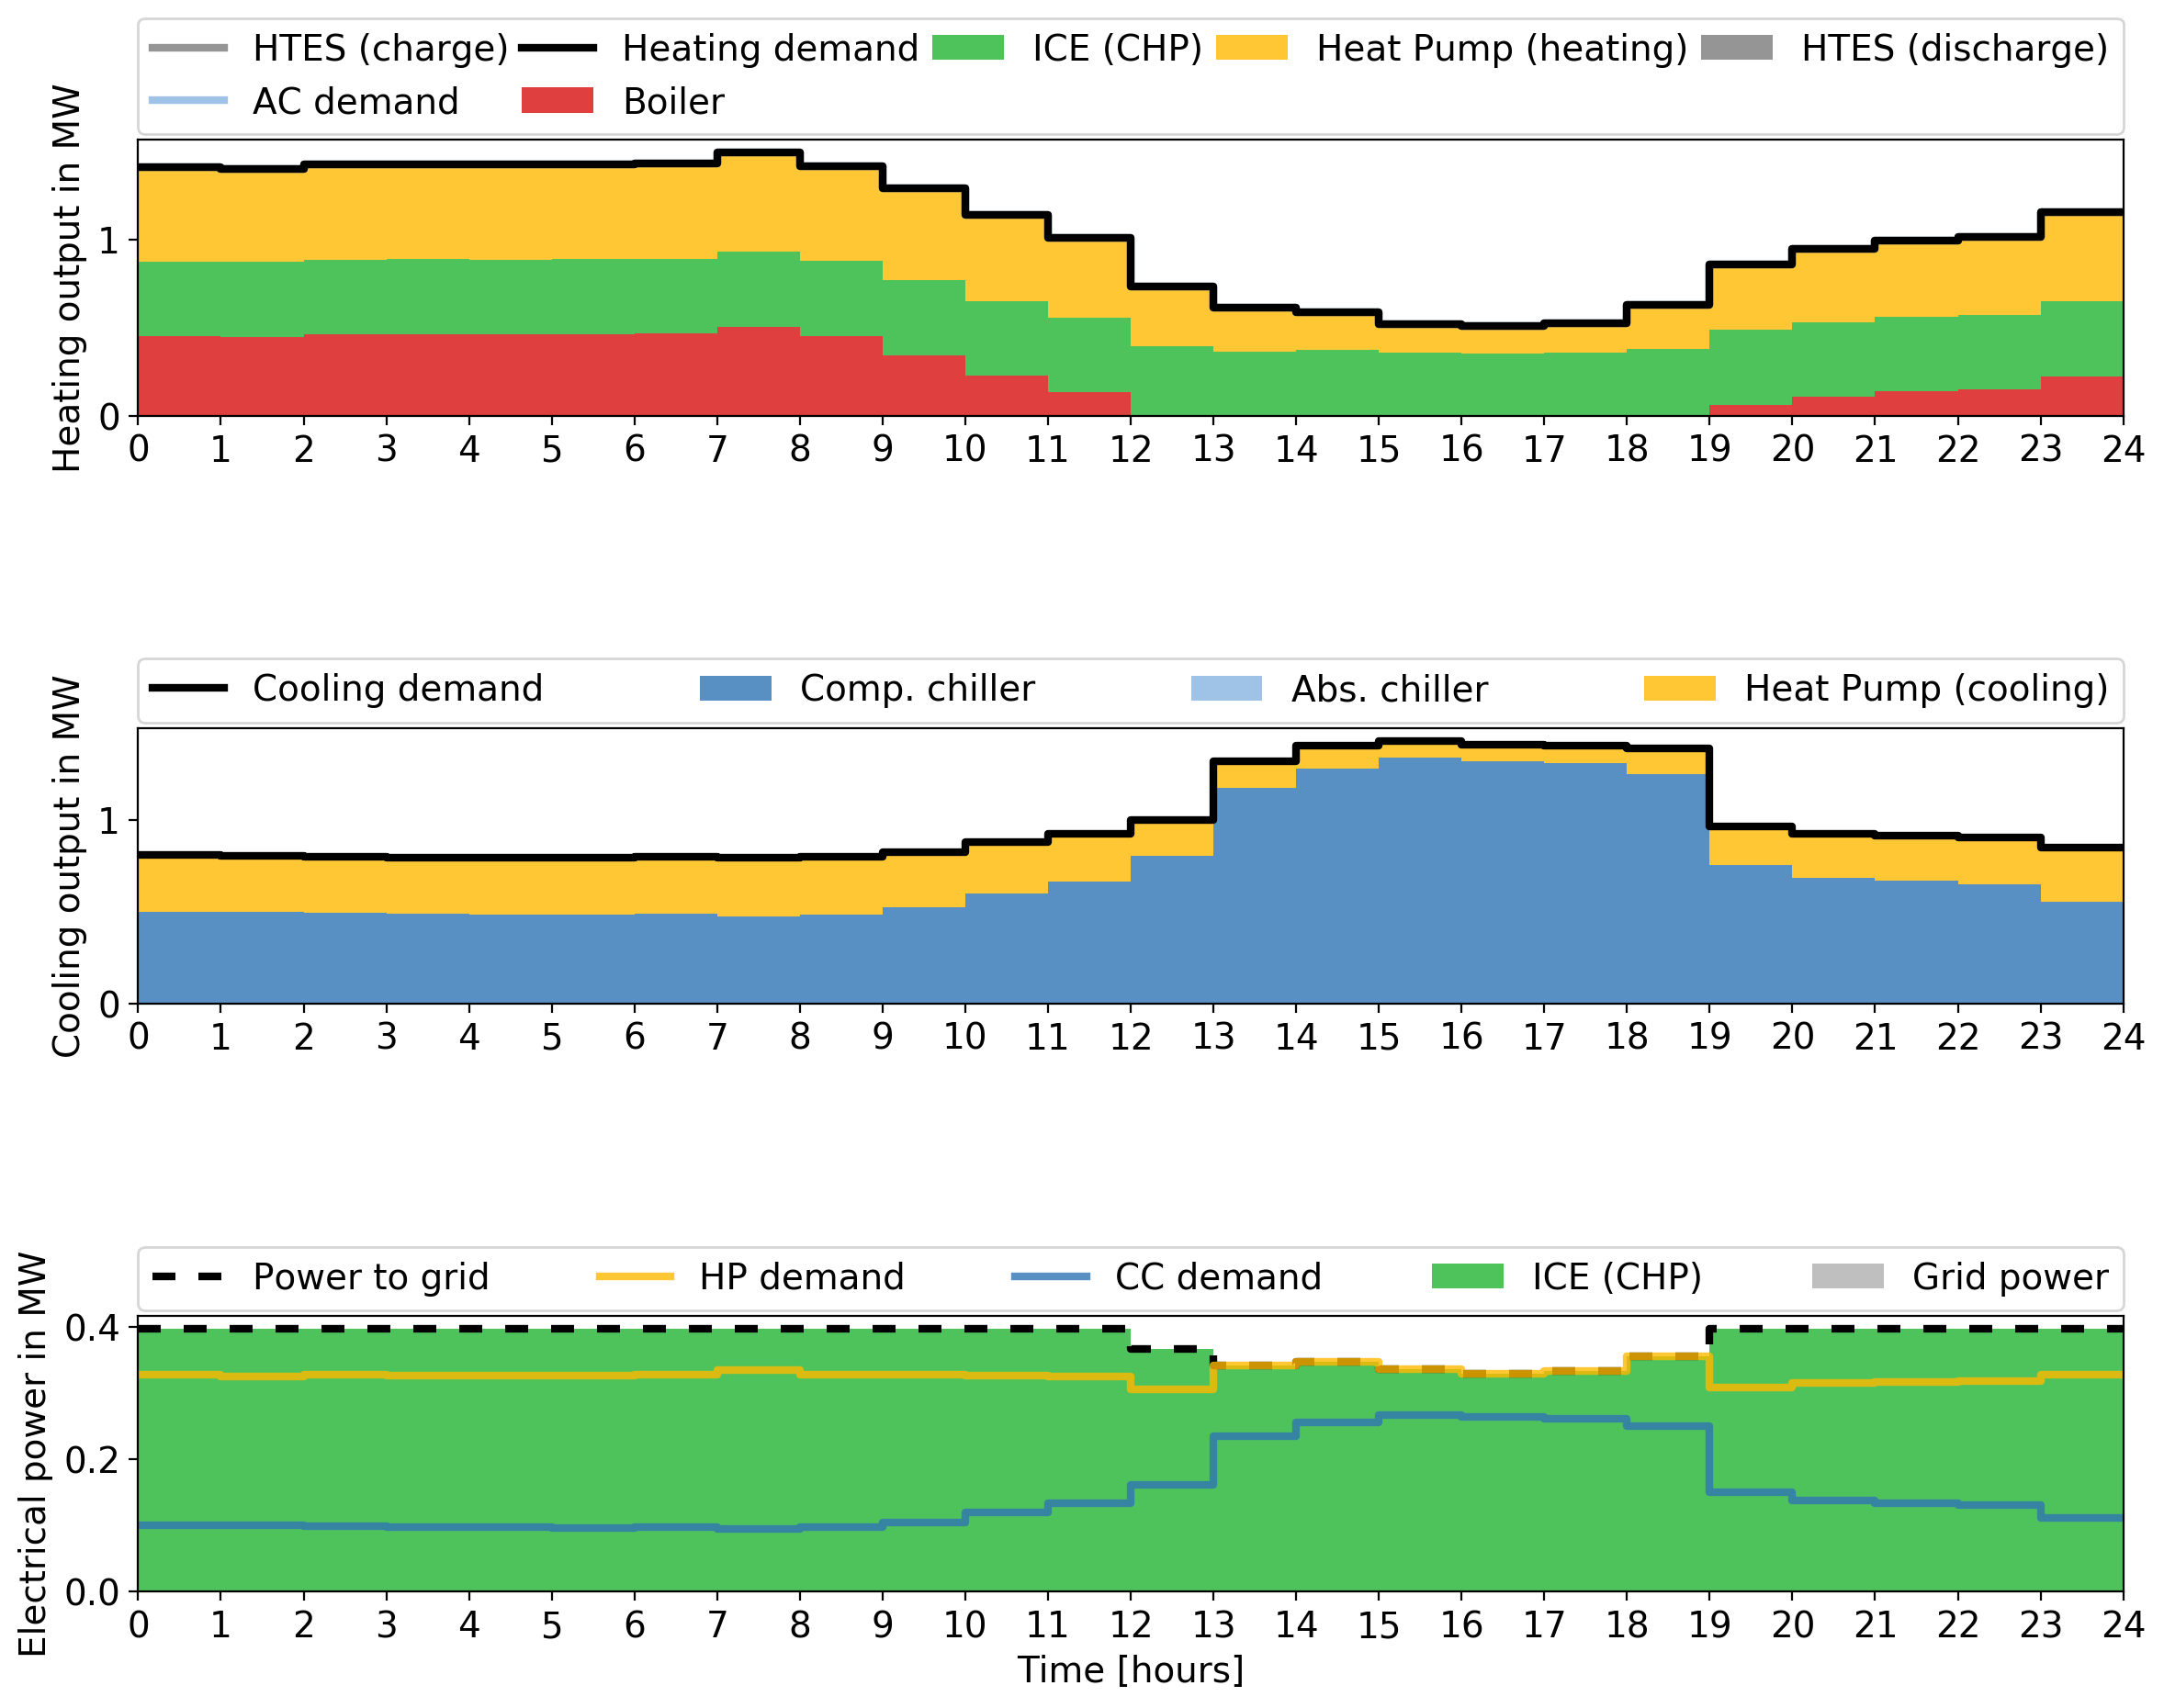 HTES (charge) Heating demand ICE (CHP) Heat Pump (heating) HTES (discharge)
AC demand Boiler
Heating output in MW
1
0
0 1 2 3 4 5 6 7 8 9 10 11 12 13 14 15 16 17 18 19 20 21 22 23 24
Cooling demand Comp. chiller Abs. chiller Heat Pump (cooling)
Cooling output in MW
1
0
0 1 2 3 4 5 6 7 8 9 10 11 12 13 14 15 16 17 18 19 20 21 22 23 24
Power to grid HP demand CC demand ICE (CHP) Grid power
Electrical power in MW
0.4
0.2
0.0
0 1 2 3 4 5 6 7 8 9 10 11 12 13 14 15 16 17 18 19 20 21 22 23 24
Time [hours]